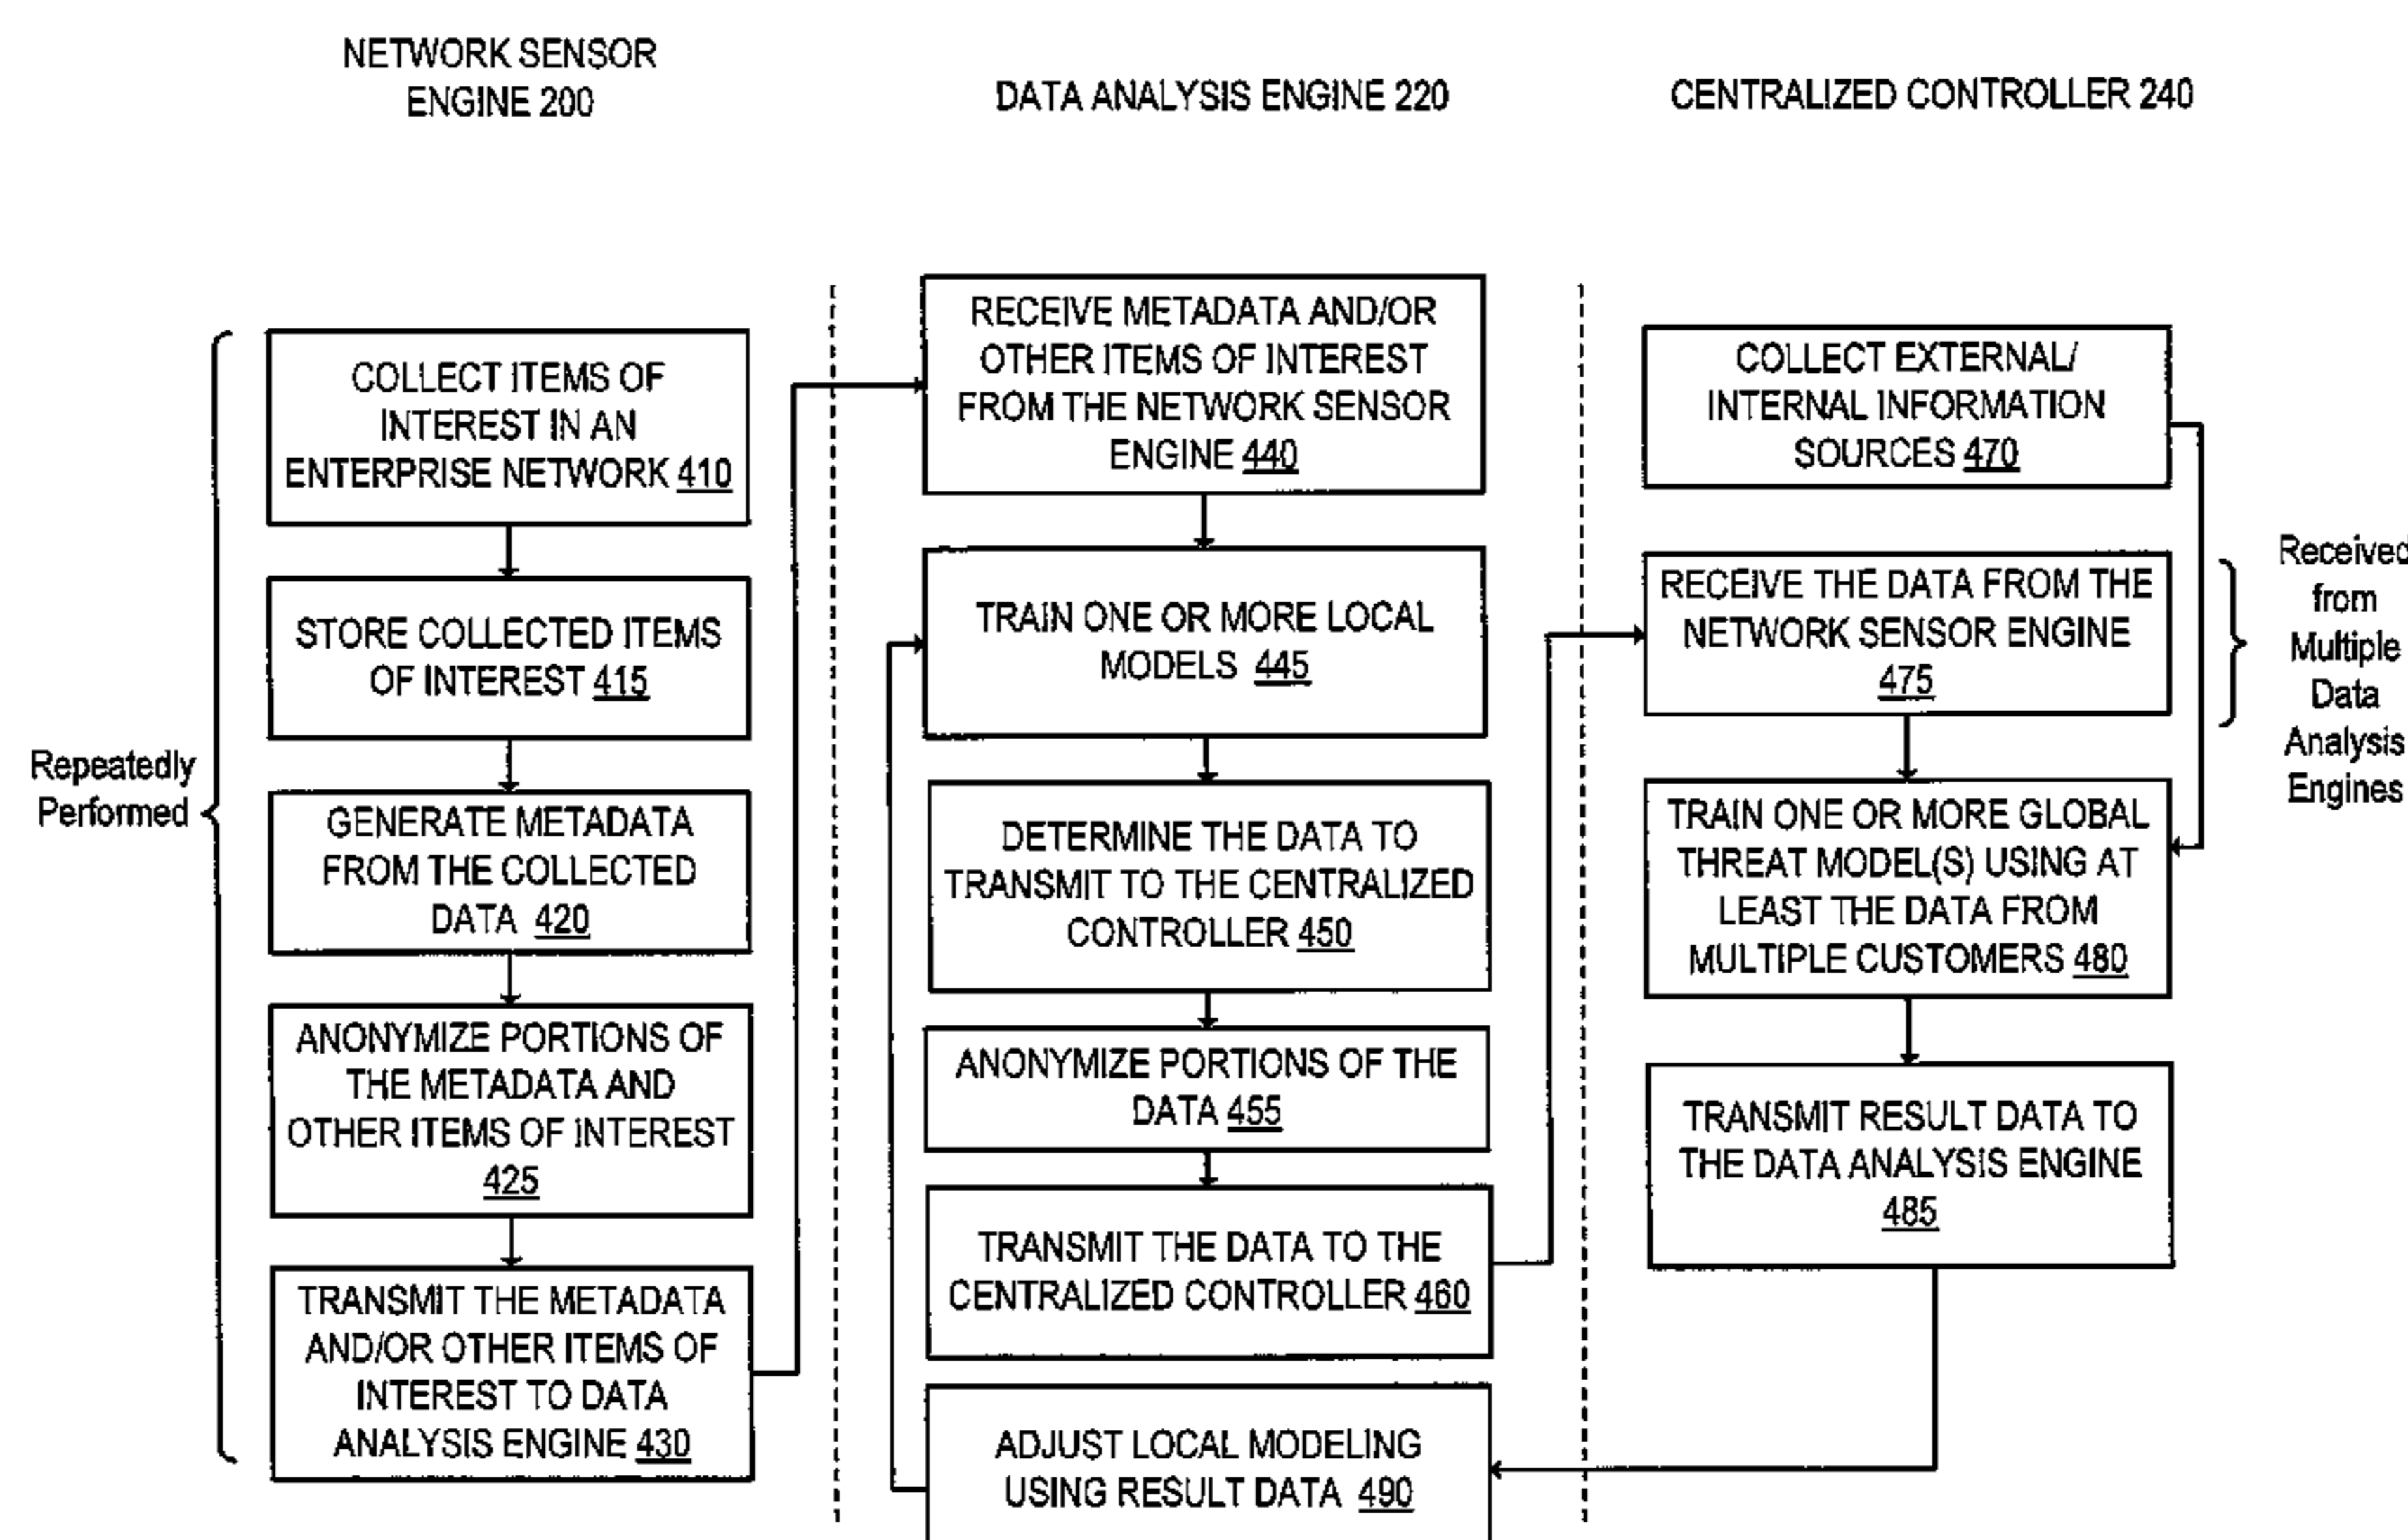 NETWORK SENSOR
ENGINE 200
DATA ANALYSIS ENGINE 220
CENTRALIZED CONTROLLER 240
Repeatedly
Performed
COLLECT ITEMS OF
INTEREST IN AN
ENTERPRISE NETWORK 410
STORE COLLECTED ITEMS
OF INTEREST 415
GENERATE METADATA
FROM THE COLLECTED
DATA 420
ANONYMIZE PORTIONS OF
THE METADATA AND
OTHER ITEMS OF INTEREST
425
TRANSMIT THE METADATA
AND/OR OTHER ITEMS OF
INTEREST TO DATA
ANALYSIS ENGINE 430
RECEIVE METADATA AND/OR
OTHER ITEMS OF INTEREST
FROM THE NETWORK SENSOR
ENGINE 440
TRAIN ONE OR MORE LOCAL
MODELS 445
DETERMINE THE DATA TO
TRANSMIT TO THE CENTRALIZED
CONTROLLER 450
ANONYMIZE PORTIONS OF THE
DATA 455
TRANSMIT THE DATA TO THE
CENTRALIZED CONTROLLER 460
ADJUST LOCAL MODELING
USING RESULT DATA 490
COLLECT EXTERNAL/
INTERNAL INFORMATION
SOURCES 470
RECEIVE THE DATA FROM THE
NETWORK SENSOR ENGINE
475
TRAIN ONE OR MORE GLOBAL
THREAT MODEL(S) USING AT
LEAST THE DATA FROM
MULTIPLE CUSTOMERS 480
TRANSMIT RESULT DATA TO
THE DATA ANALYSIS ENGINE
485
Received
from
Multiple
Data
Analysis
Engines